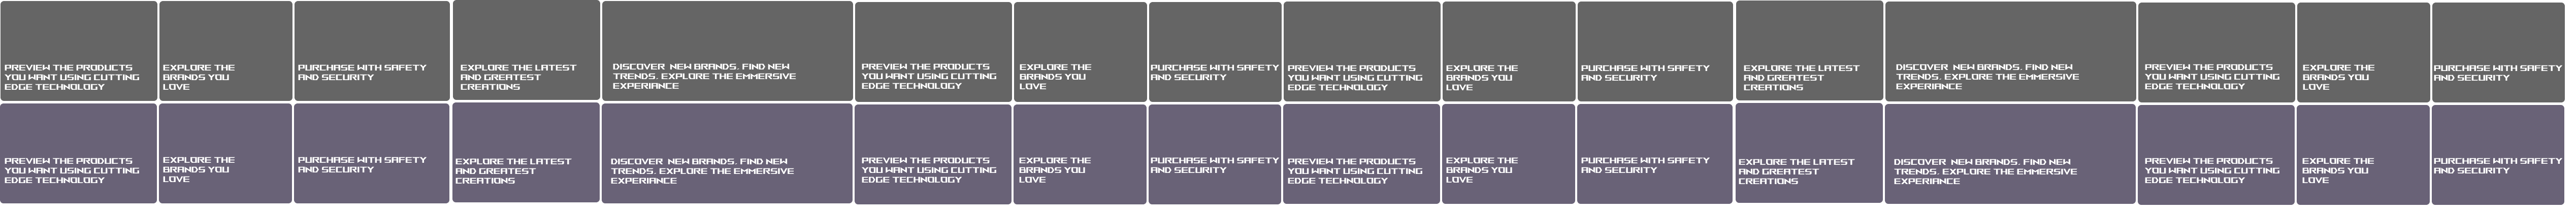 PREVIEW THE PRODUCTS
YOU WANT USING CUTTING
EDGE TECHNOLOGY
EXPLORE THE
BRANDS YOU
LOVE
PURCHASE WITH SAFETY
AND SECURITY
EXPLORE THE LATEST
AND GREATEST
CREATIONS
DISCOVER NEW BRANDS. FIND NEW
TRENDS. EXPLORE THE EMMERSIVE
EXPERIANCE
PREVIEW THE PRODUCTS
YOU WANT USING CUTTING
EDGE TECHNOLOGY
EXPLORE THE
BRANDS YOU
LOVE
PURCHASE WITH SAFETY
AND SECURITY
PREVIEW THE PRODUCTS
YOU WANT USING CUTTING
EDGE TECHNOLOGY
EXPLORE THE
BRANDS YOU
LOVE
PURCHASE WITH SAFETY
AND SECURITY
EXPLORE THE LATEST
AND GREATEST
CREATIONS
DISCOVER NEW BRANDS. FIND NEW
TRENDS. EXPLORE THE EMMERSIVE
EXPERIANCE
PREVIEW THE PRODUCTS
YOU WANT USING CUTTING
EDGE TECHNOLOGY
EXPLORE THE
BRANDS YOU
LOVE
PURCHASE WITH SAFETY
AND SECURITY
PREVIEW THE PRODUCTS
YOU WANT USING CUTTING
EDGE TECHNOLOGY
EXPLORE THE
BRANDS YOU
LOVE
PURCHASE WITH SAFETY
AND SECURITY
EXPLORE THE LATEST
AND GREATEST
CREATIONS
DISCOVER NEW BRANDS. FIND NEW
TRENDS. EXPLORE THE EMMERSIVE
EXPERIANCE
PREVIEW THE PRODUCTS
YOU WANT USING CUTTING
EDGE TECHNOLOGY
EXPLORE THE
BRANDS YOU
LOVE
PURCHASE WITH SAFETY
AND SECURITY
PREVIEW THE PRODUCTS
YOU WANT USING CUTTING
EDGE TECHNOLOGY
EXPLORE THE
BRANDS YOU
LOVE
PURCHASE WITH SAFETY
AND SECURITY
EXPLORE THE LATEST
AND GREATEST
CREATIONS
DISCOVER NEW BRANDS. FIND NEW
TRENDS. EXPLORE THE EMMERSIVE
EXPERIANCE
PREVIEW THE PRODUCTS
YOU WANT USING CUTTING
EDGE TECHNOLOGY
EXPLORE THE
BRANDS YOU
LOVE
PURCHASE WITH SAFETY
AND SECURITY